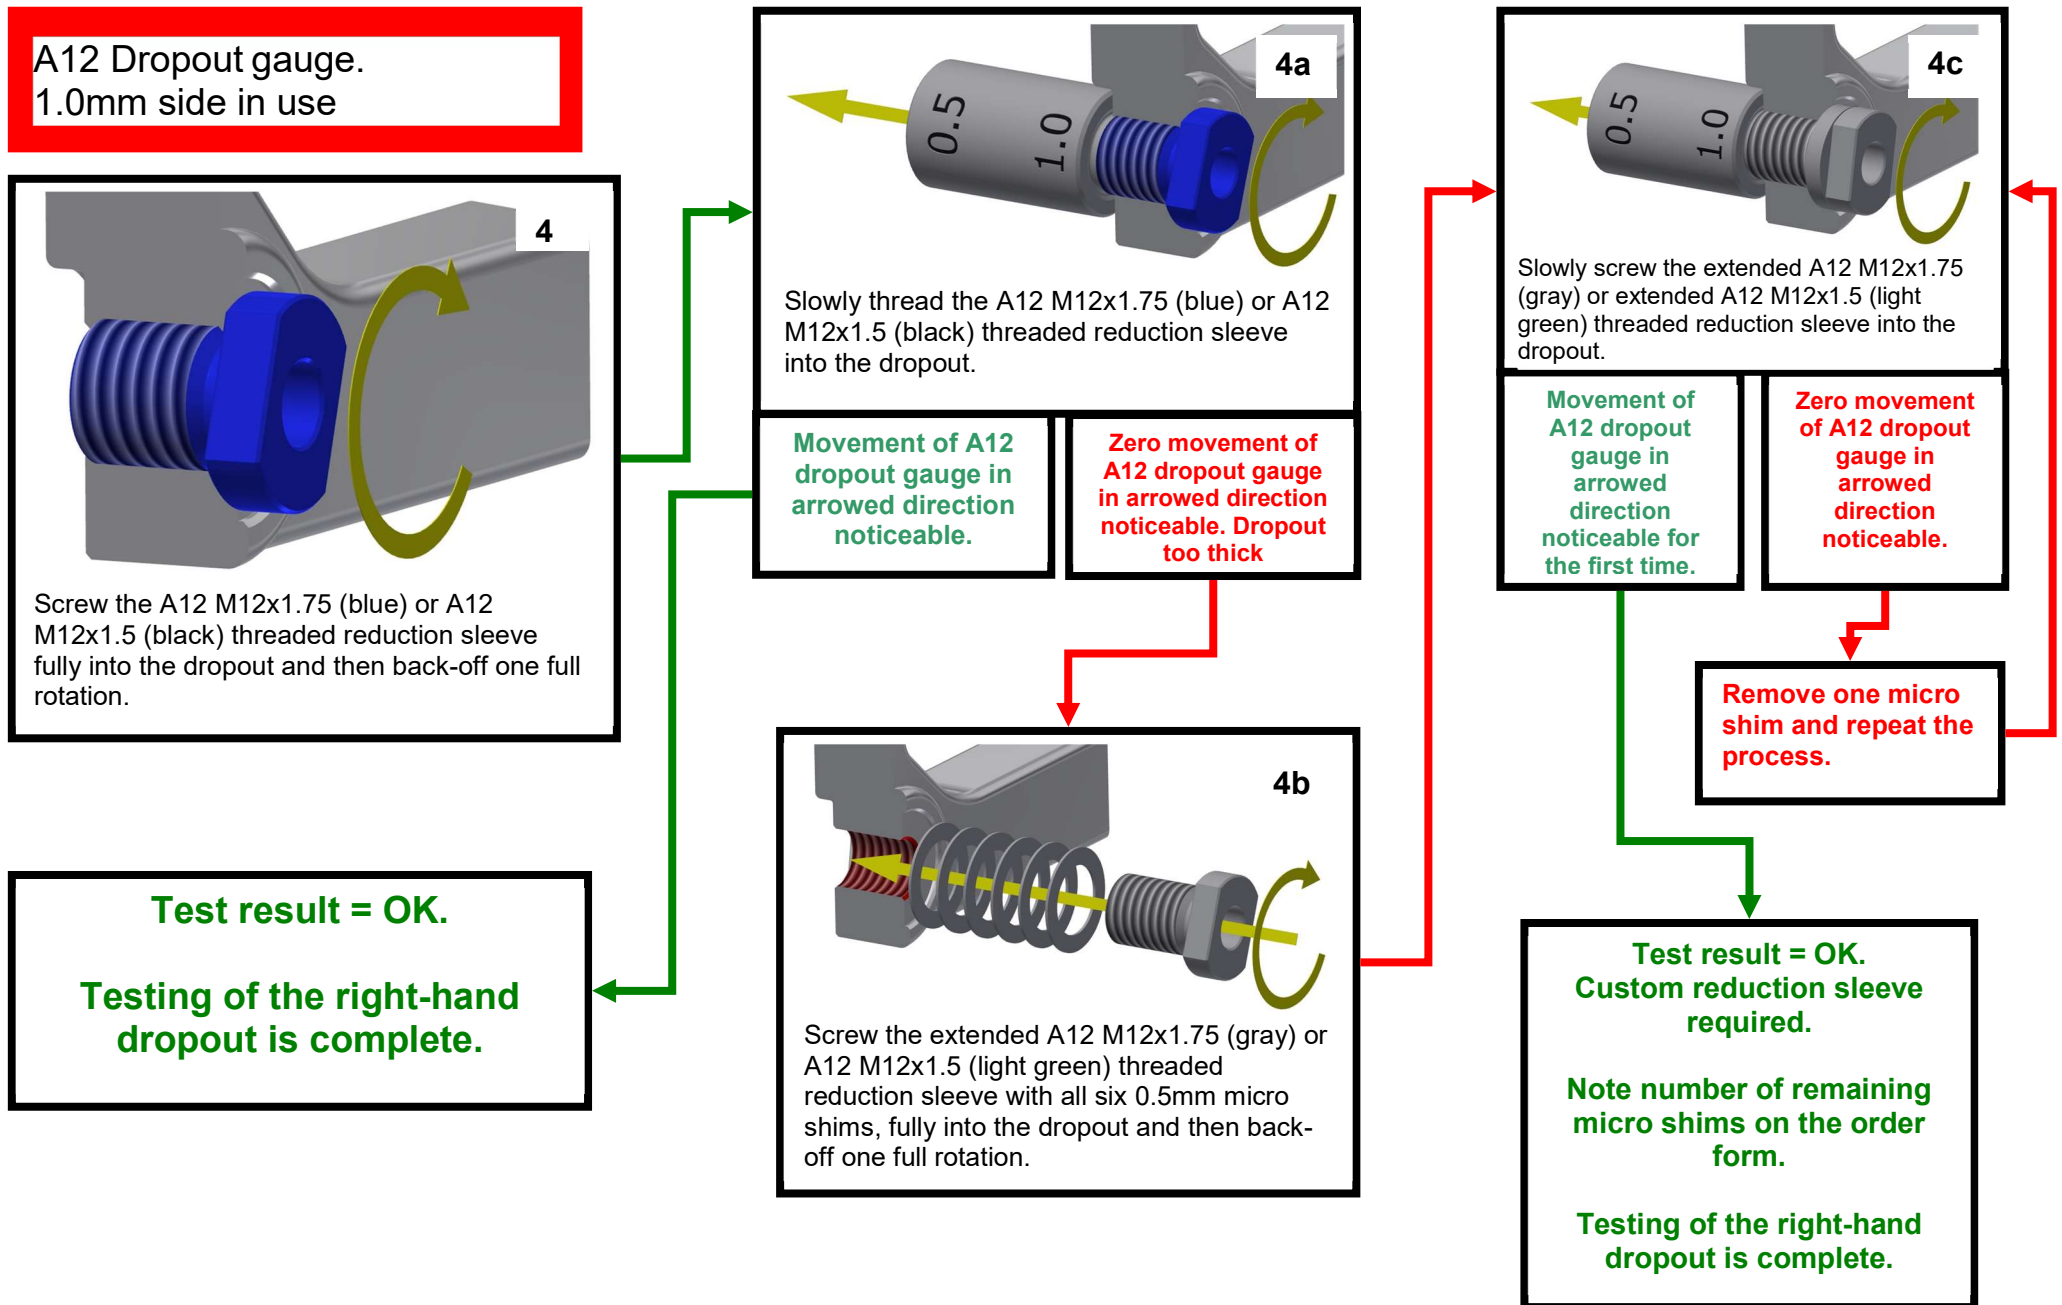 A12 Dropout gauge.
1.0mm side in use
4
Screw the A12 M12x1.75 (blue) or A12
M12x1.5 (black) threaded reduction sleeve
fully into the dropout and then back-off one full
rotation.
4a
0.5
1.0
Slowly thread the A12 M12x1.75 (blue) or A12
M12x1.5 (black) threaded reduction sleeve
into the dropout.
Movement of A12
dropout gauge in
arrowed direction
noticeable.
Zero movement of
A12 dropout gauge
in arrowed direction
noticeable. Dropout
too thick
Test result = OK.
Testing of the right-hand
dropout is complete.
4b
Screw the extended A12 M12x1.75 (gray) or
A12 M12x1.5 (light green) threaded
reduction sleeve with all six 0.5mm micro
shims, fully into the dropout and then back-
off one full rotation.
4c
0.5
1.0
Slowly screw the extended A12 M12x1.75
(gray) or extended A12 M12x1.5 (light
green) threaded reduction sleeve into the
dropout.
Movement of
A12 dropout
gauge in
arrowed
direction
noticeable for
the first time.
Zero movement
of A12 dropout
gauge in
arrowed
direction
noticeable.
Remove one micro
shim and repeat the
process.
Test result = OK.
Custom reduction sleeve
required.
Note number of remaining
micro shims on the order
form.
Testing of the right-hand
dropout is complete.